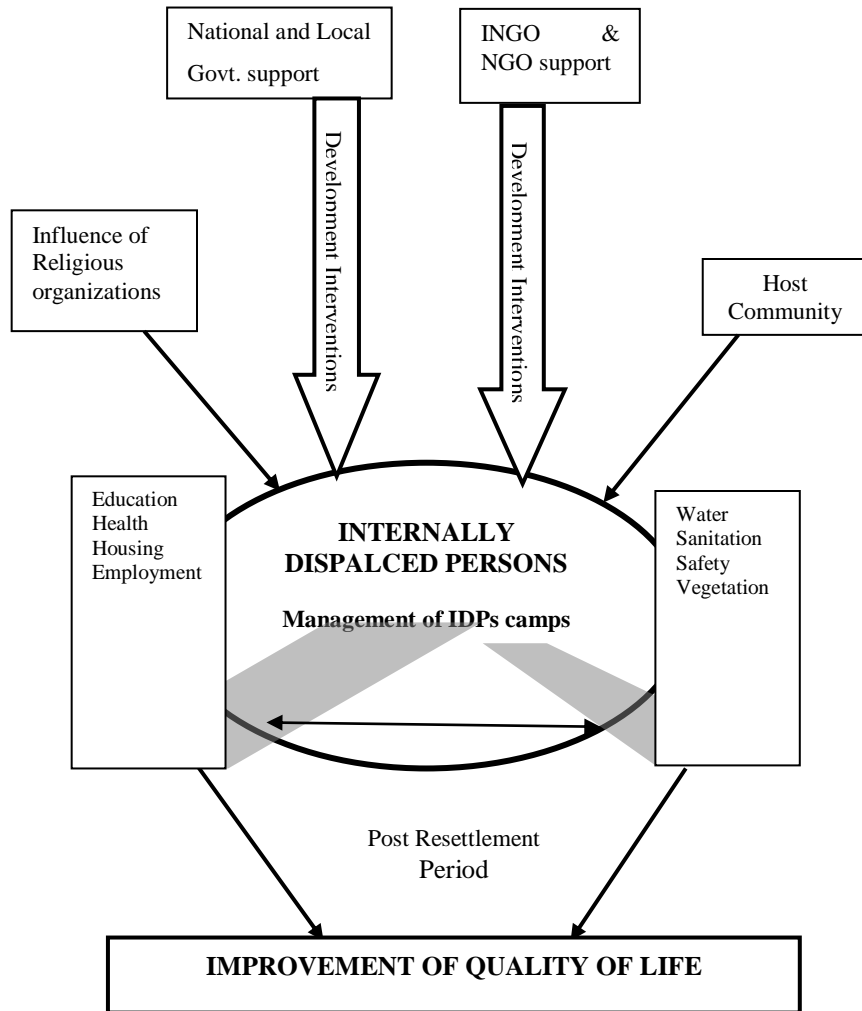 National and Local
Govt. support
INGO &
NGO support
Development Interventions
Development Interventions
Influence of
Religious
organizations
Host
Community
Education
Health
Housing
Employment
INTERNALLY
DISPALCED PERSONS
Management of IDPs camps
Water
Sanitation
Safety
Vegetation
Post Resettlement
Period
IMPROVEMENT OF QUALITY OF LIFE